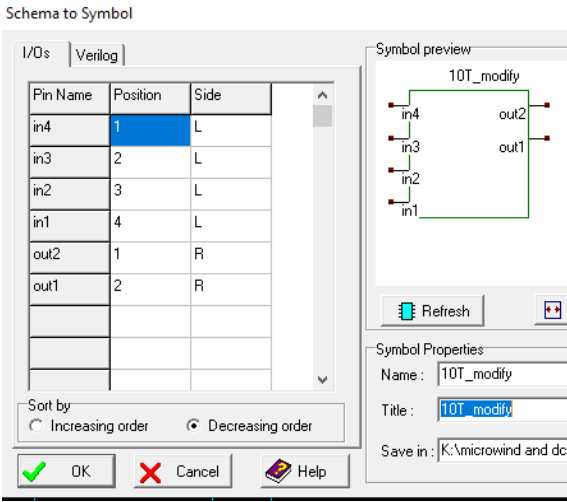 Schema to Symbol
I/Os Verilog
Pin Name Position Side
in4 1 L
in3 2 L
in2 3 L
in1 4 L
out2 1 R
out1 2 R
Sort by
Increasing order Decreasing order
OK Cancel Help
Symbol preview
10T_modify
in4 out2
in3 out1
in2
in1
Refresh
Symbol Properties
Name : 10T_modify
Title : 10T_modify
Save in : K:\microwind and dc